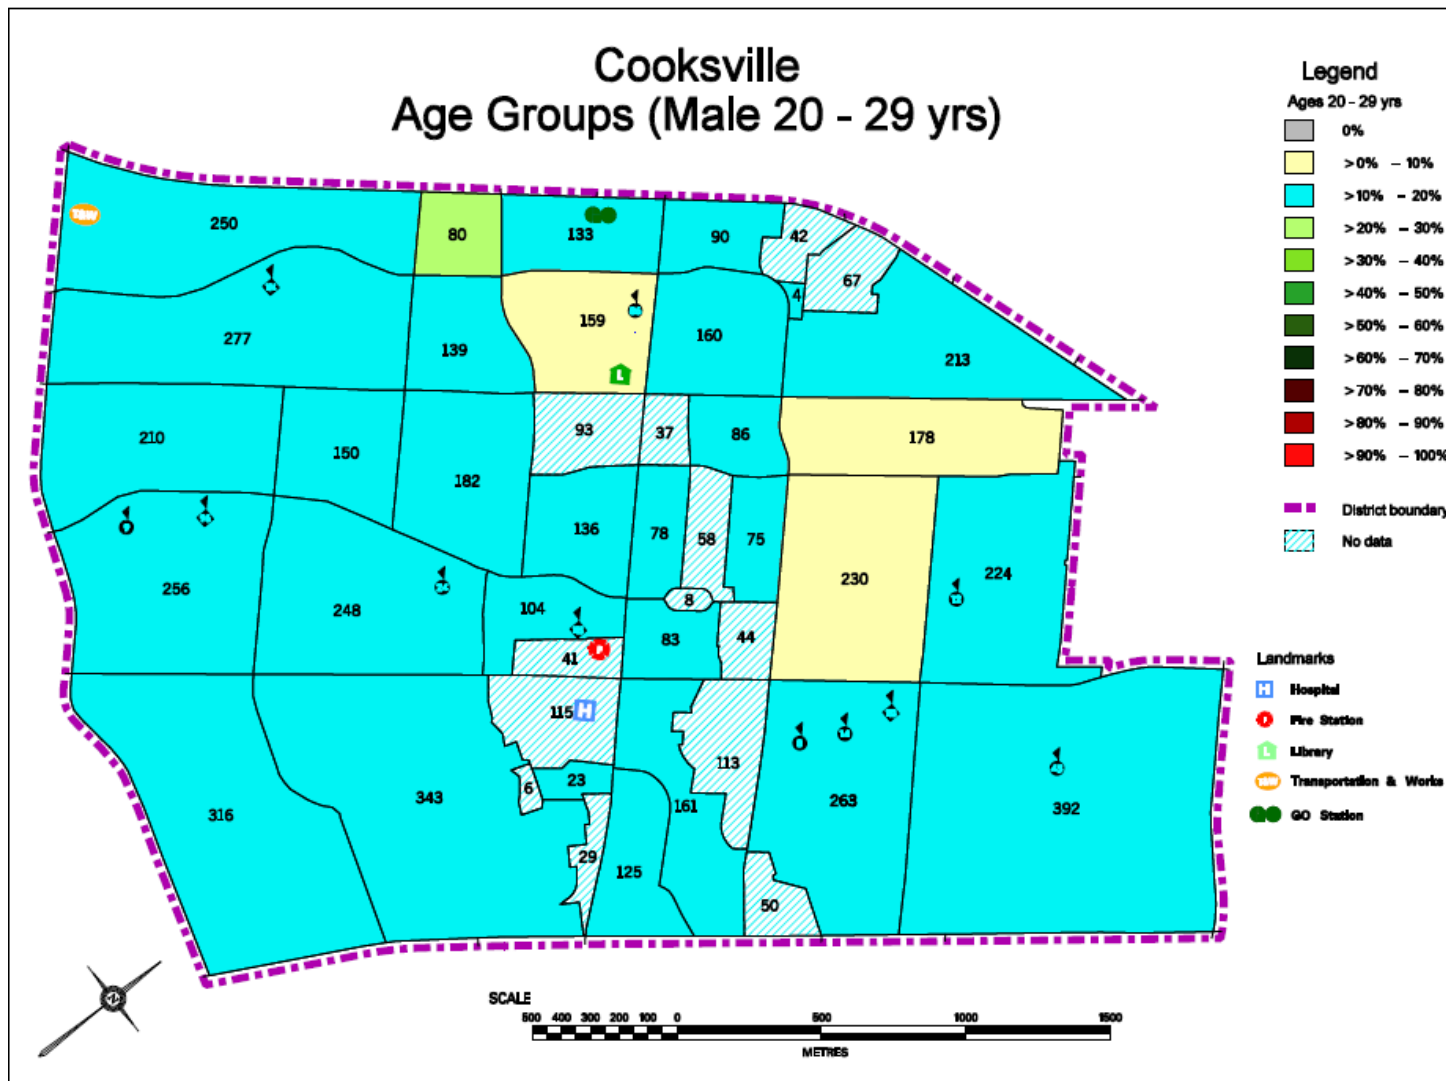 Cooksville
Age Groups (Male 20 - 29 yrs)
Legend
Ages 20 - 29 yrs
0%
>0% - 10%
>10% - 20%
>20% - 30%
>30% - 40%
>40% - 50%
>50% - 60%
>60% - 70%
>70% - 80%
>80% - 90%
>90% - 100%
District boundary
No data
Landmarks
H Hospital
F Fire Station
L Library
T&W Transportation & Works
GO Station
T&W
250
80
133
90
42
67
4
277
139
159
160
213
L
210
150
182
93
37
86
178
136
78
58
75
256
248
104
8
230
224
41
83
44
115
H
113
6
23
316
343
161
263
392
29
125
50
SCALE
500 400 300 200 100 0 500 1000 1500
METRES